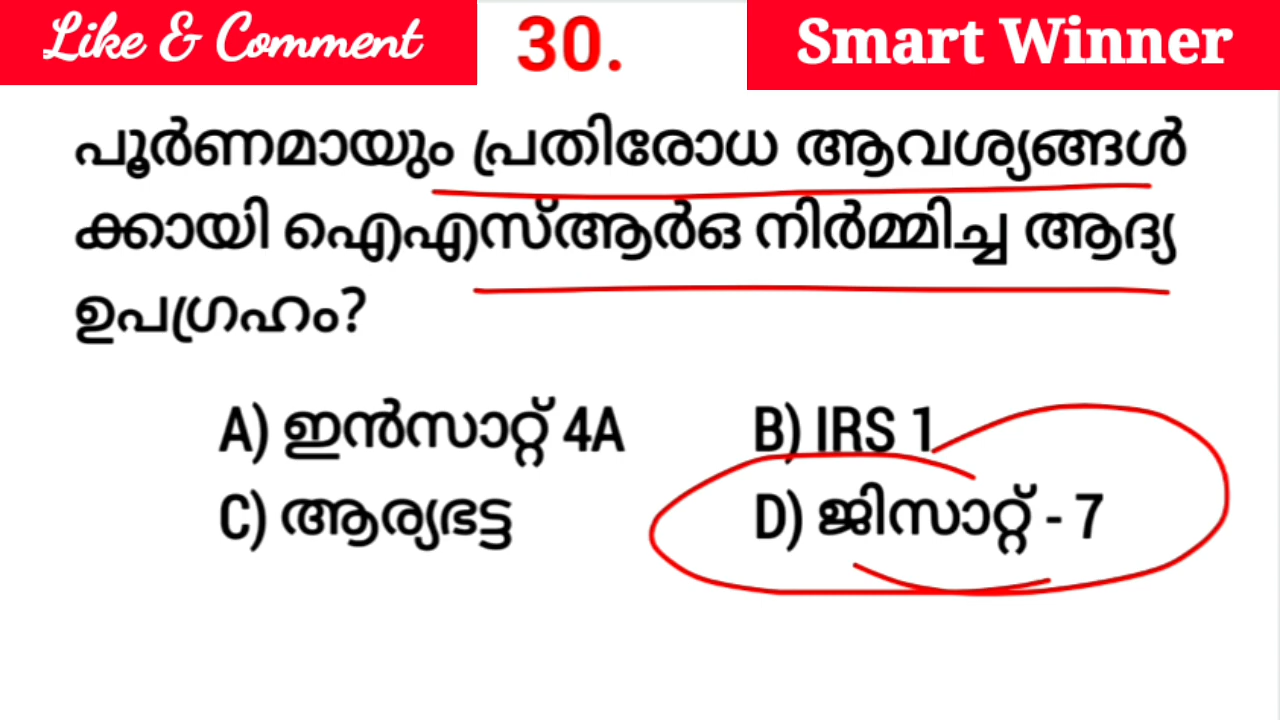 Like & Comment
30.
Smart Winner
പൂർണമായും പ്രതിരോധ ആവശ്യങ്ങൾ
ക്കായി ഐഎസ്ആർഒ നിർമ്മിച്ച ആദ്യ
ഉപഗ്രഹം?
A) ഇൻസാറ്റ് 4A B) IRS 1
C) ആര്യഭട്ട D) ജിസാറ്റ് - 7